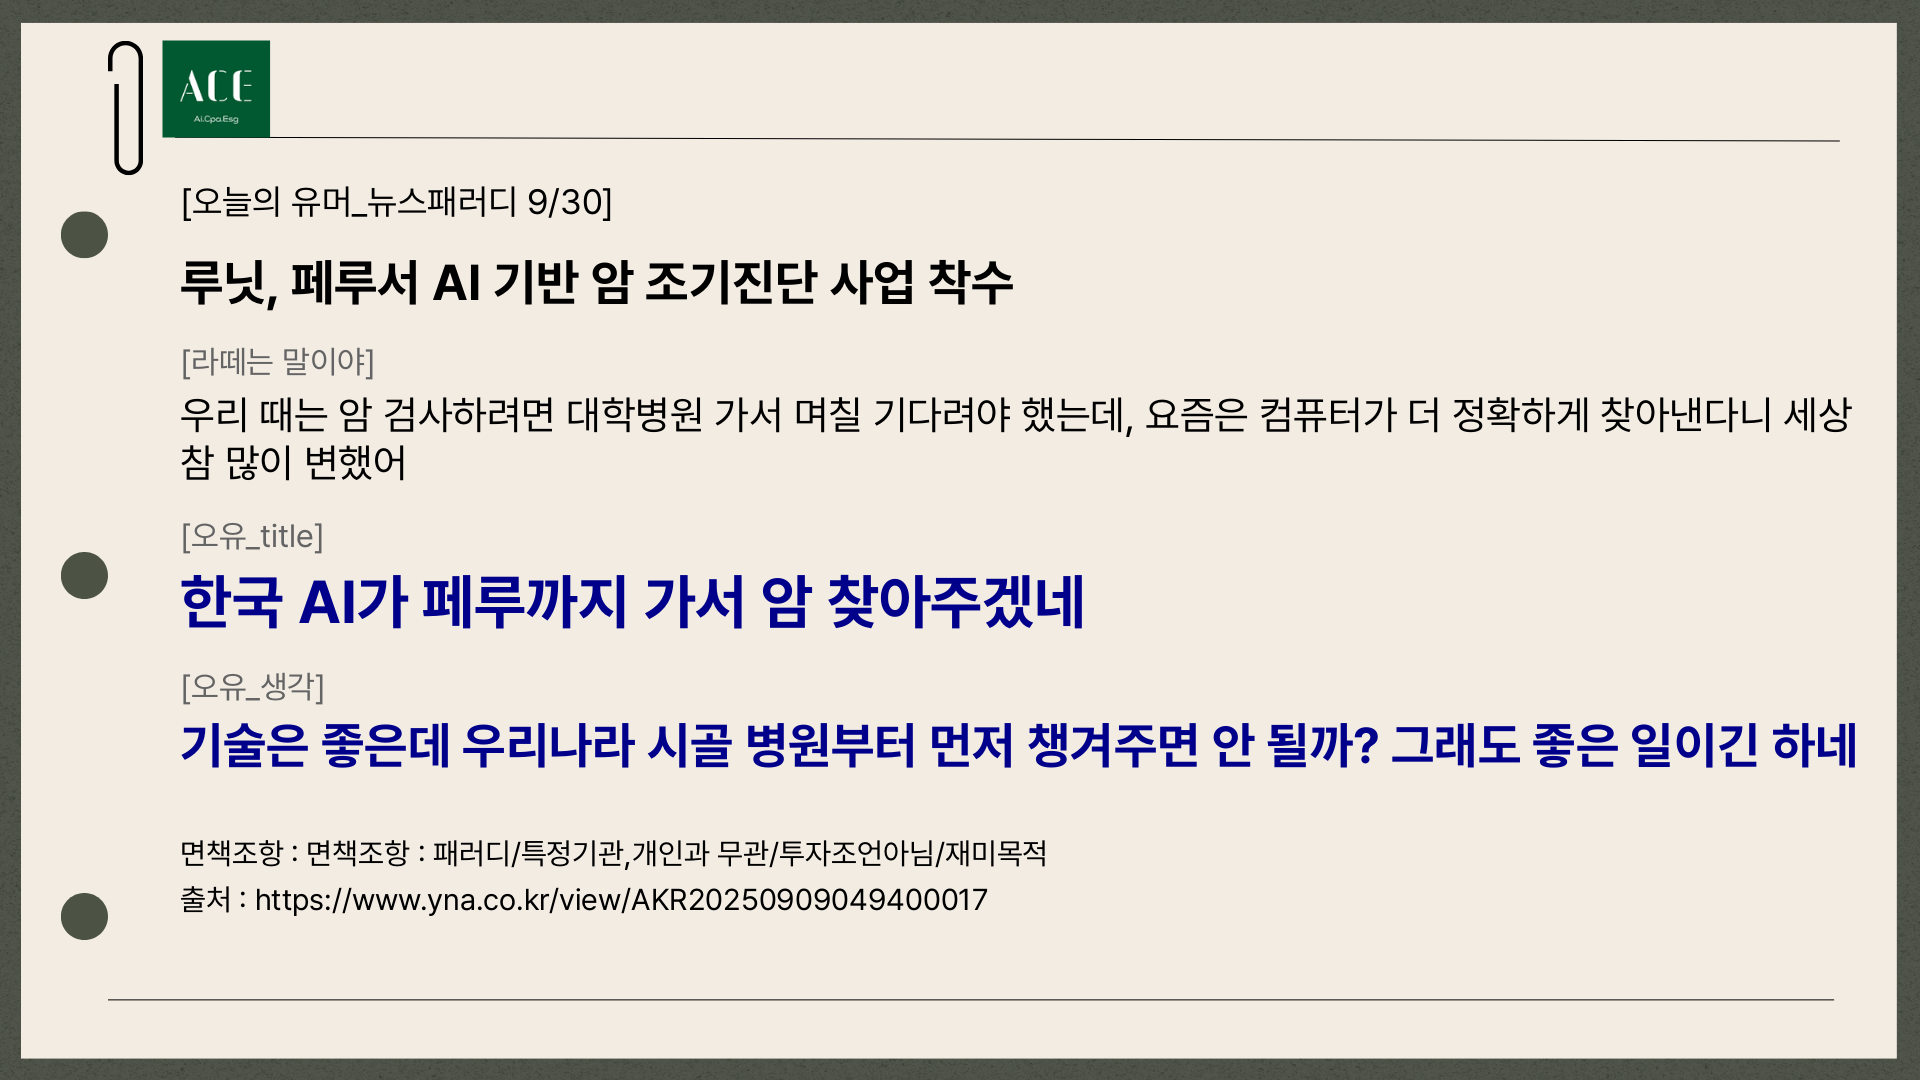 ACE
Ai.Cpa.Esg
[오늘의 유머_뉴스패러디 9/30]
루닛, 페루서 AI 기반 암 조기진단 사업 착수
[라떼는 말이야]
우리 때는 암 검사하려면 대학병원 가서 며칠 기다려야 했는데, 요즘은 컴퓨터가 더 정확하게 찾아낸다니 세상
참 많이 변했어
[오유_title]
한국 AI가 페루까지 가서 암 찾아주겠네
[오유_생각]
기술은 좋은데 우리나라 시골 병원부터 먼저 챙겨주면 안 될까? 그래도 좋은 일이긴 하네
면책조항 : 면책조항 : 패러디/특정기관,개인과 무관/투자조언아님/재미목적
출처 : https://www.yna.co.kr/view/AKR20250909049400017